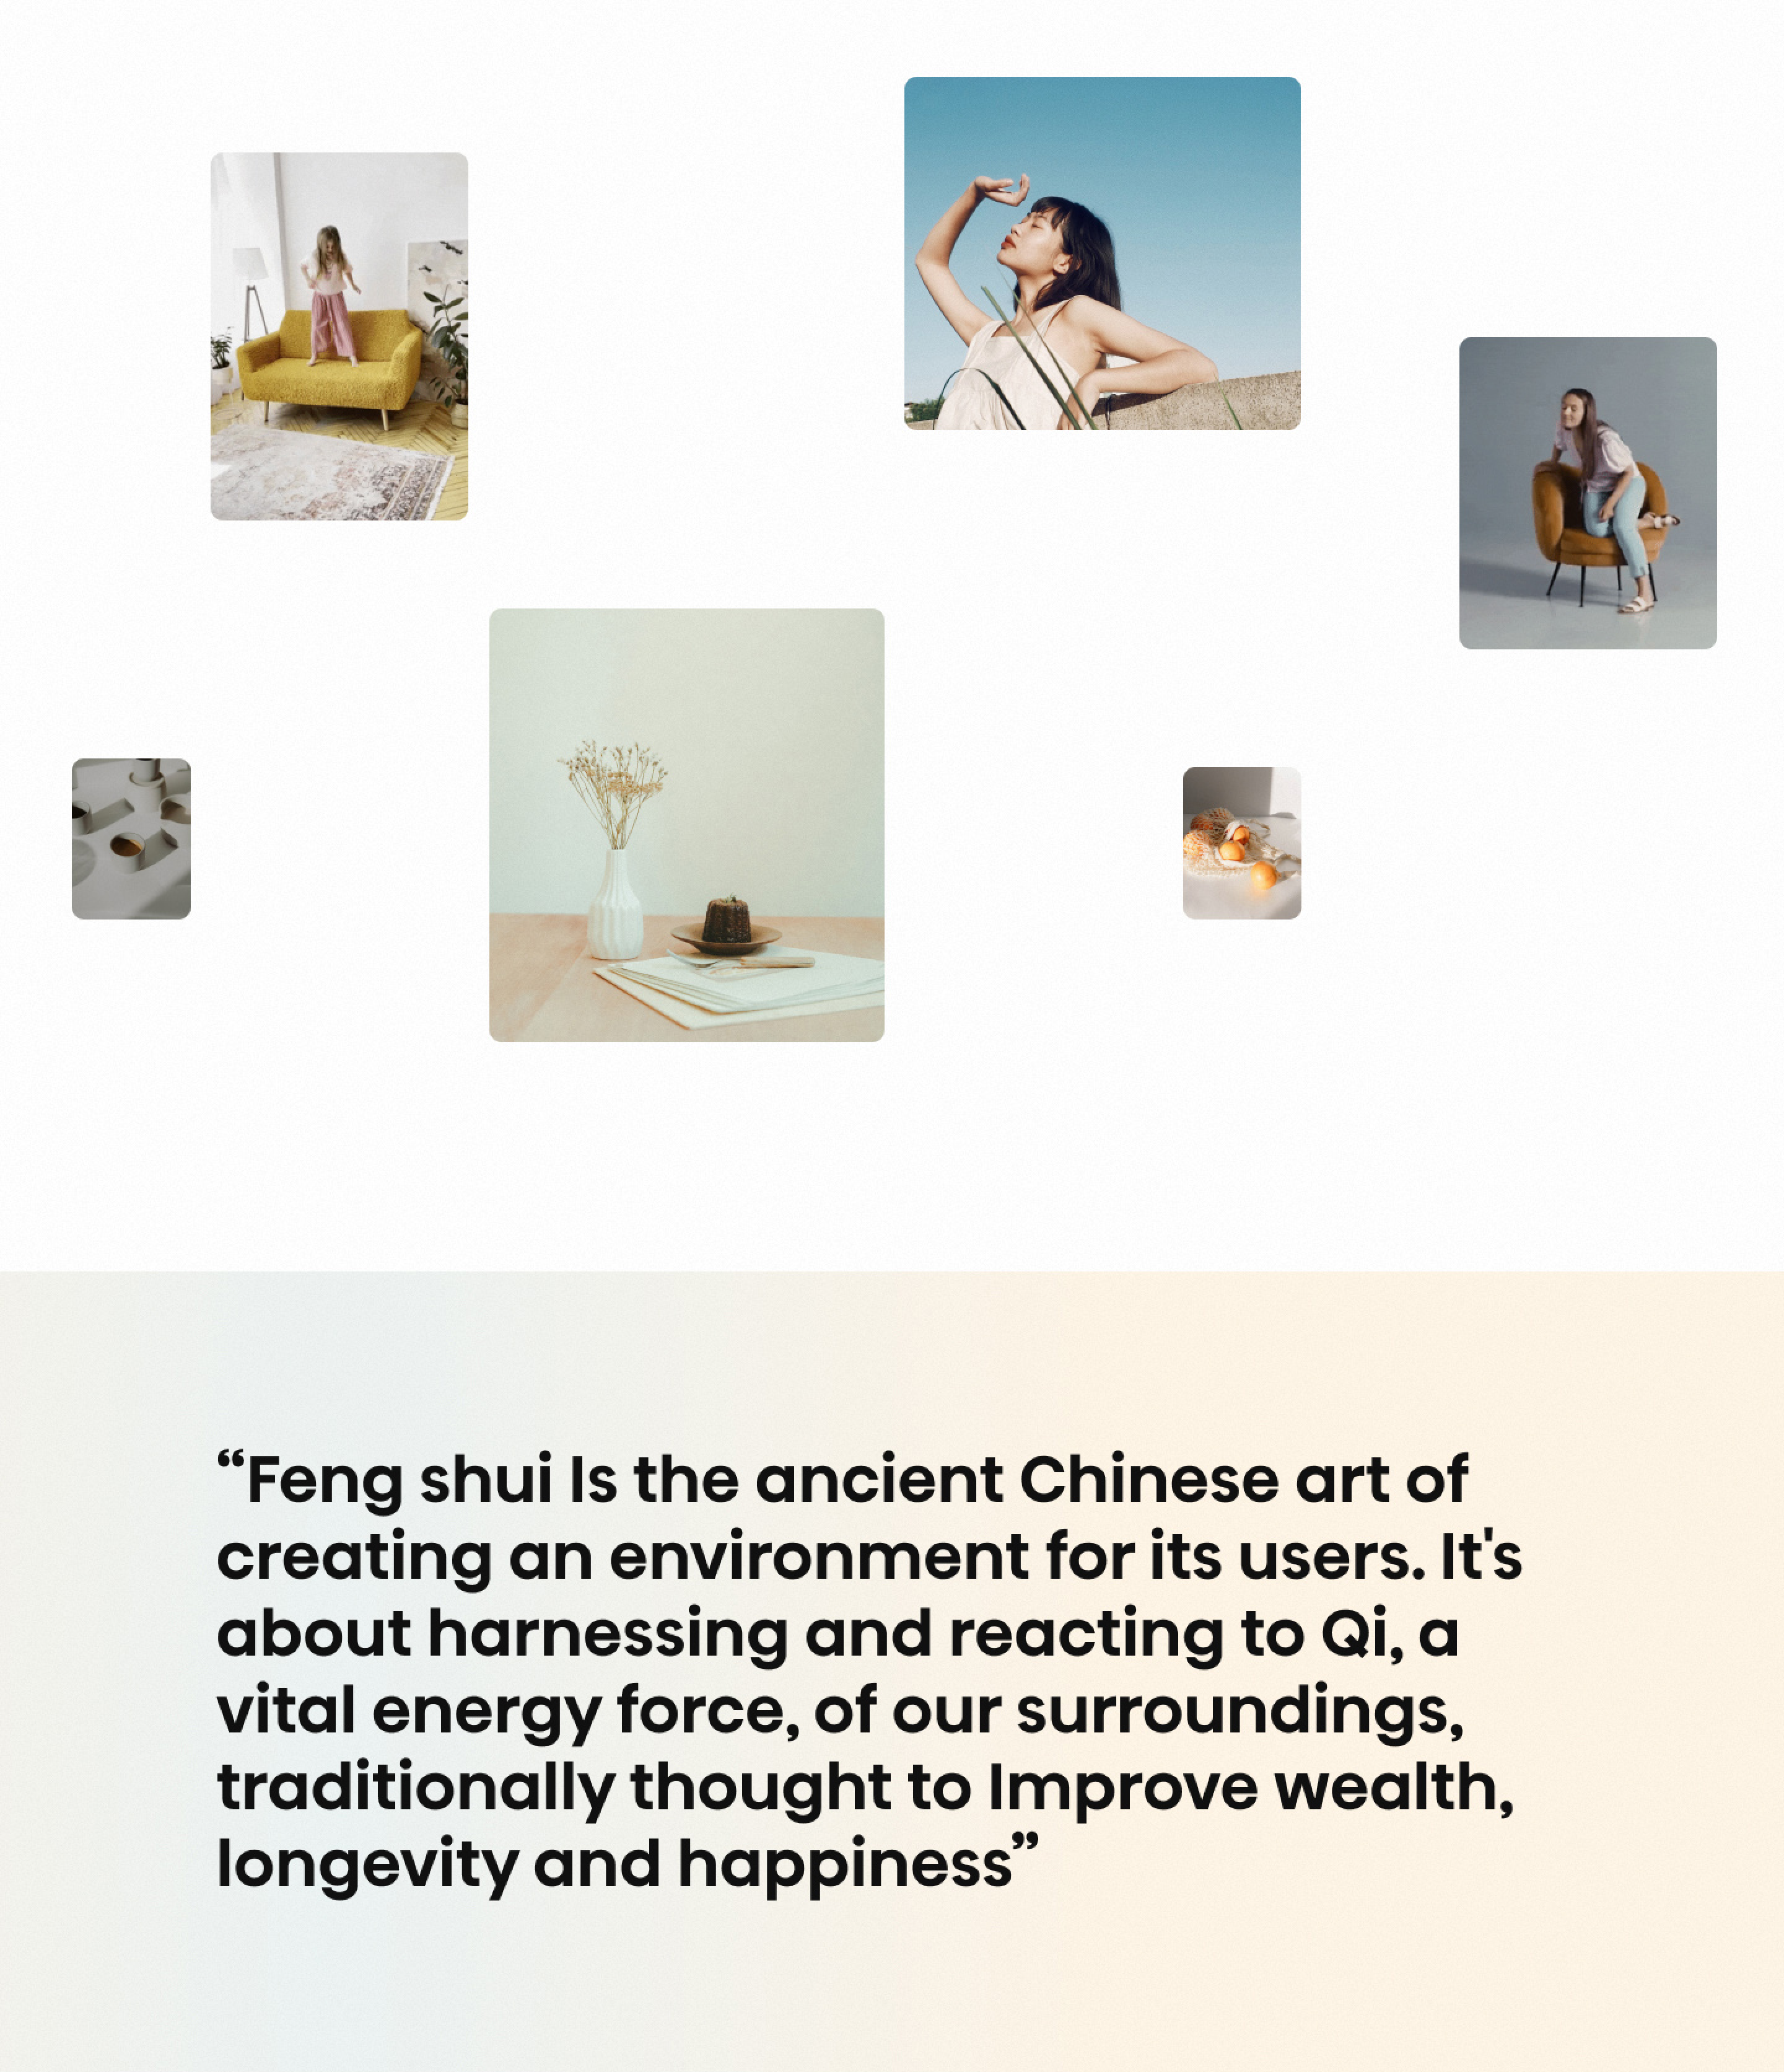 “Feng shui Is the ancient Chinese art of
creating an environment for its users. It's
about harnessing and reacting to Qi, a
vital energy force, of our surroundings,
traditionally thought to Improve wealth,
longevity and happiness”